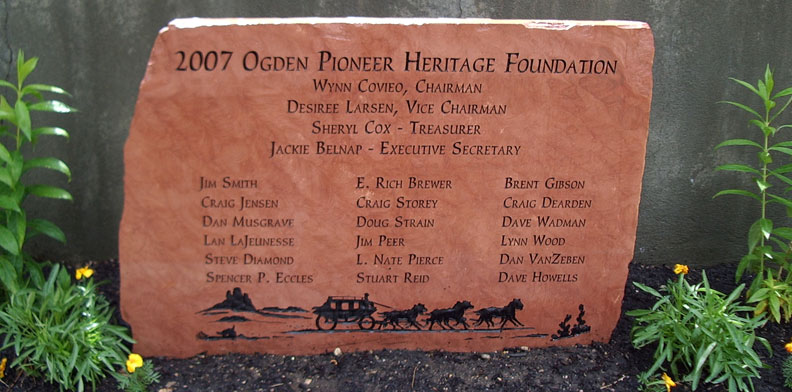 2007 Ogden Pioneer Heritage Foundation
Wynn Covieo, Chairman
Desiree Larsen, Vice Chairman
Sheryl Cox - Treasurer
Jackie Belnap - Executive Secretary
Jim Smith E. Rich Brewer Brent Gibson
Craig Jensen Craig Storey Craig Dearden
Dan Musgrave Doug Strain Dave Wadman
Lan LaJeunesse Jim Peer Lynn Wood
Steve Diamond L. Nate Pierce Dan VanZeben
Spencer P. Eccles Stuart Reid Dave Howells